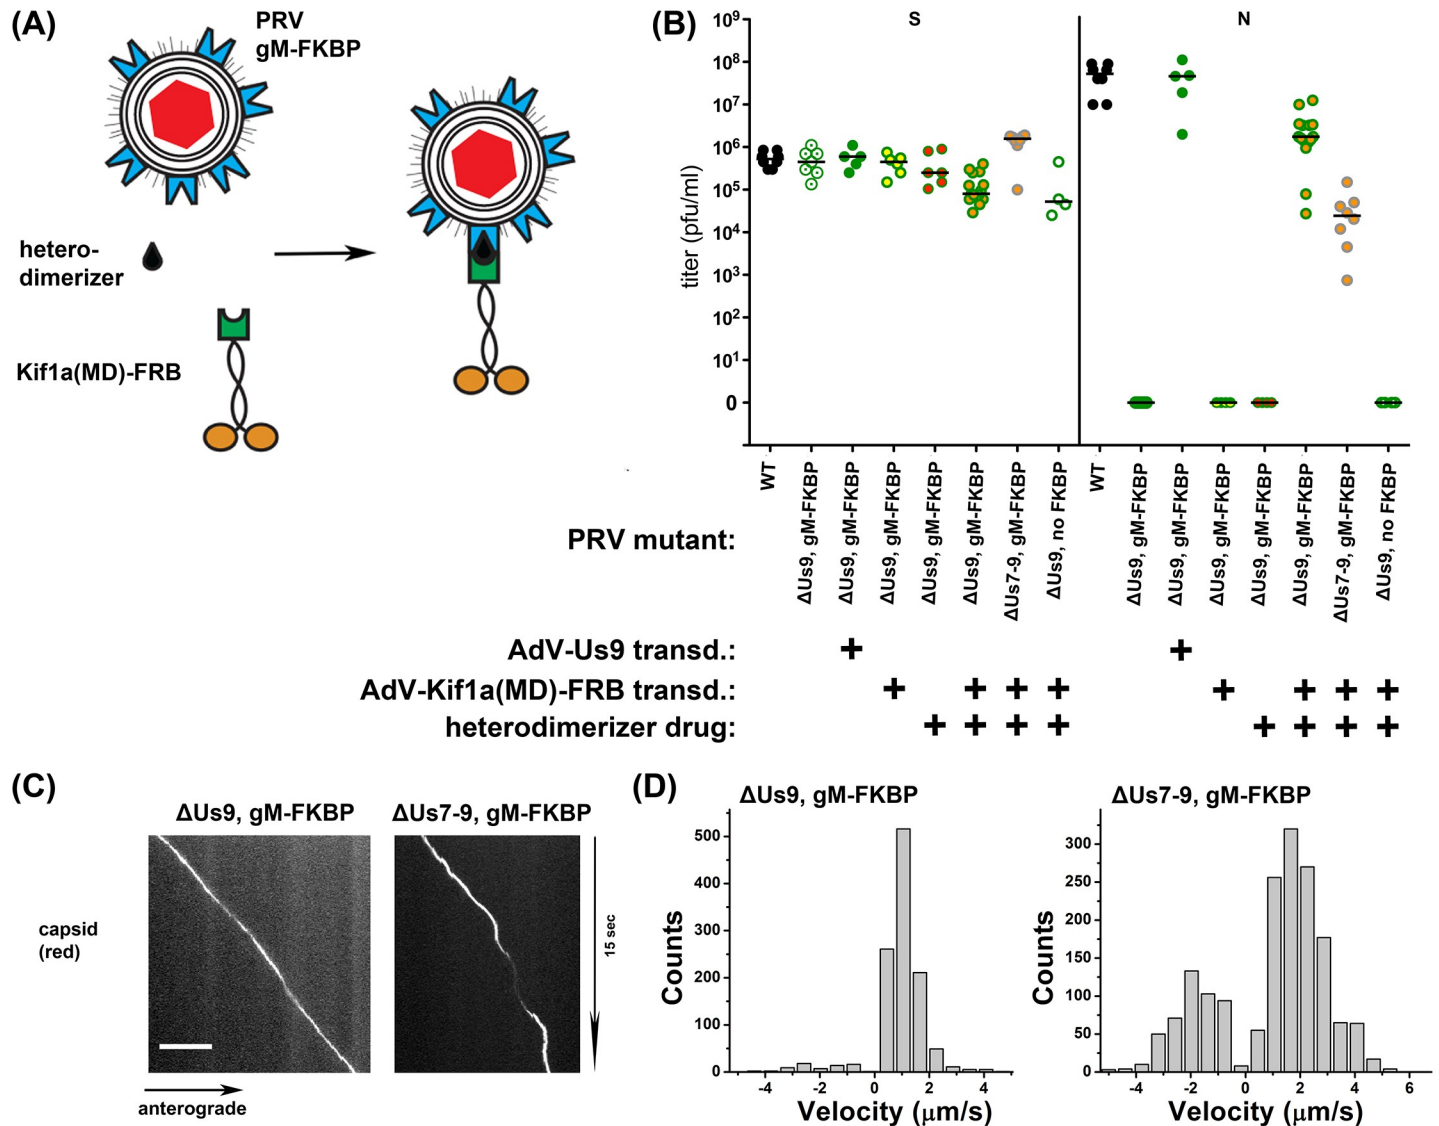 (A)
PRV
gM-FKBP
hetero-
dimerizer
Kif1a(MD)-FRB
(B)
S
N
titer (pfu/ml)
10⁹
10⁸
10⁷
10⁶
10⁵
10⁴
10³
10²
10¹
0
WT
ΔUs9, gM-FKBP
ΔUs9, gM-FKBP
ΔUs9, gM-FKBP
ΔUs9, gM-FKBP
ΔUs9, gM-FKBP
ΔUs7-9, gM-FKBP
ΔUs9, no FKBP
WT
ΔUs9, gM-FKBP
ΔUs9, gM-FKBP
ΔUs9, gM-FKBP
ΔUs9, gM-FKBP
ΔUs9, gM-FKBP
ΔUs7-9, gM-FKBP
ΔUs9, no FKBP
PRV mutant:
AdV-Us9 transd.: + +
AdV-Kif1a(MD)-FRB transd.: + + + + + + + +
heterodimerizer drug: + + + + + + + +
(C)
ΔUs9, gM-FKBP
ΔUs7-9, gM-FKBP
capsid
(red)
15 sec
anterograde
(D)
ΔUs9, gM-FKBP
Counts
500
400
300
200
100
0
-4 -2 0 2 4
Velocity (μm/s)
ΔUs7-9, gM-FKBP
Counts
300
250
200
150
100
50
0
-4 -2 0 2 4 6
Velocity (μm/s)